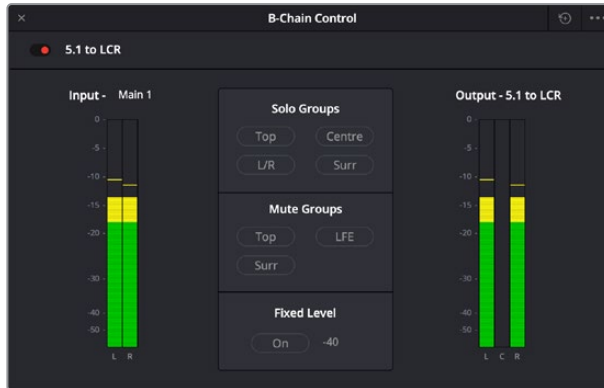 × B-Chain Control •••
5.1 to LCR
Input - Main 1
Solo Groups
Output - 5.1 to LCR
Top Centre
L/R Surr
Mute Groups
Top LFE
Surr
Fixed Level
On -40
0
-5
-10
-15
-20
-30
-40
-50
L R
0
-5
-10
-15
-20
-30
-40
-50
L C R